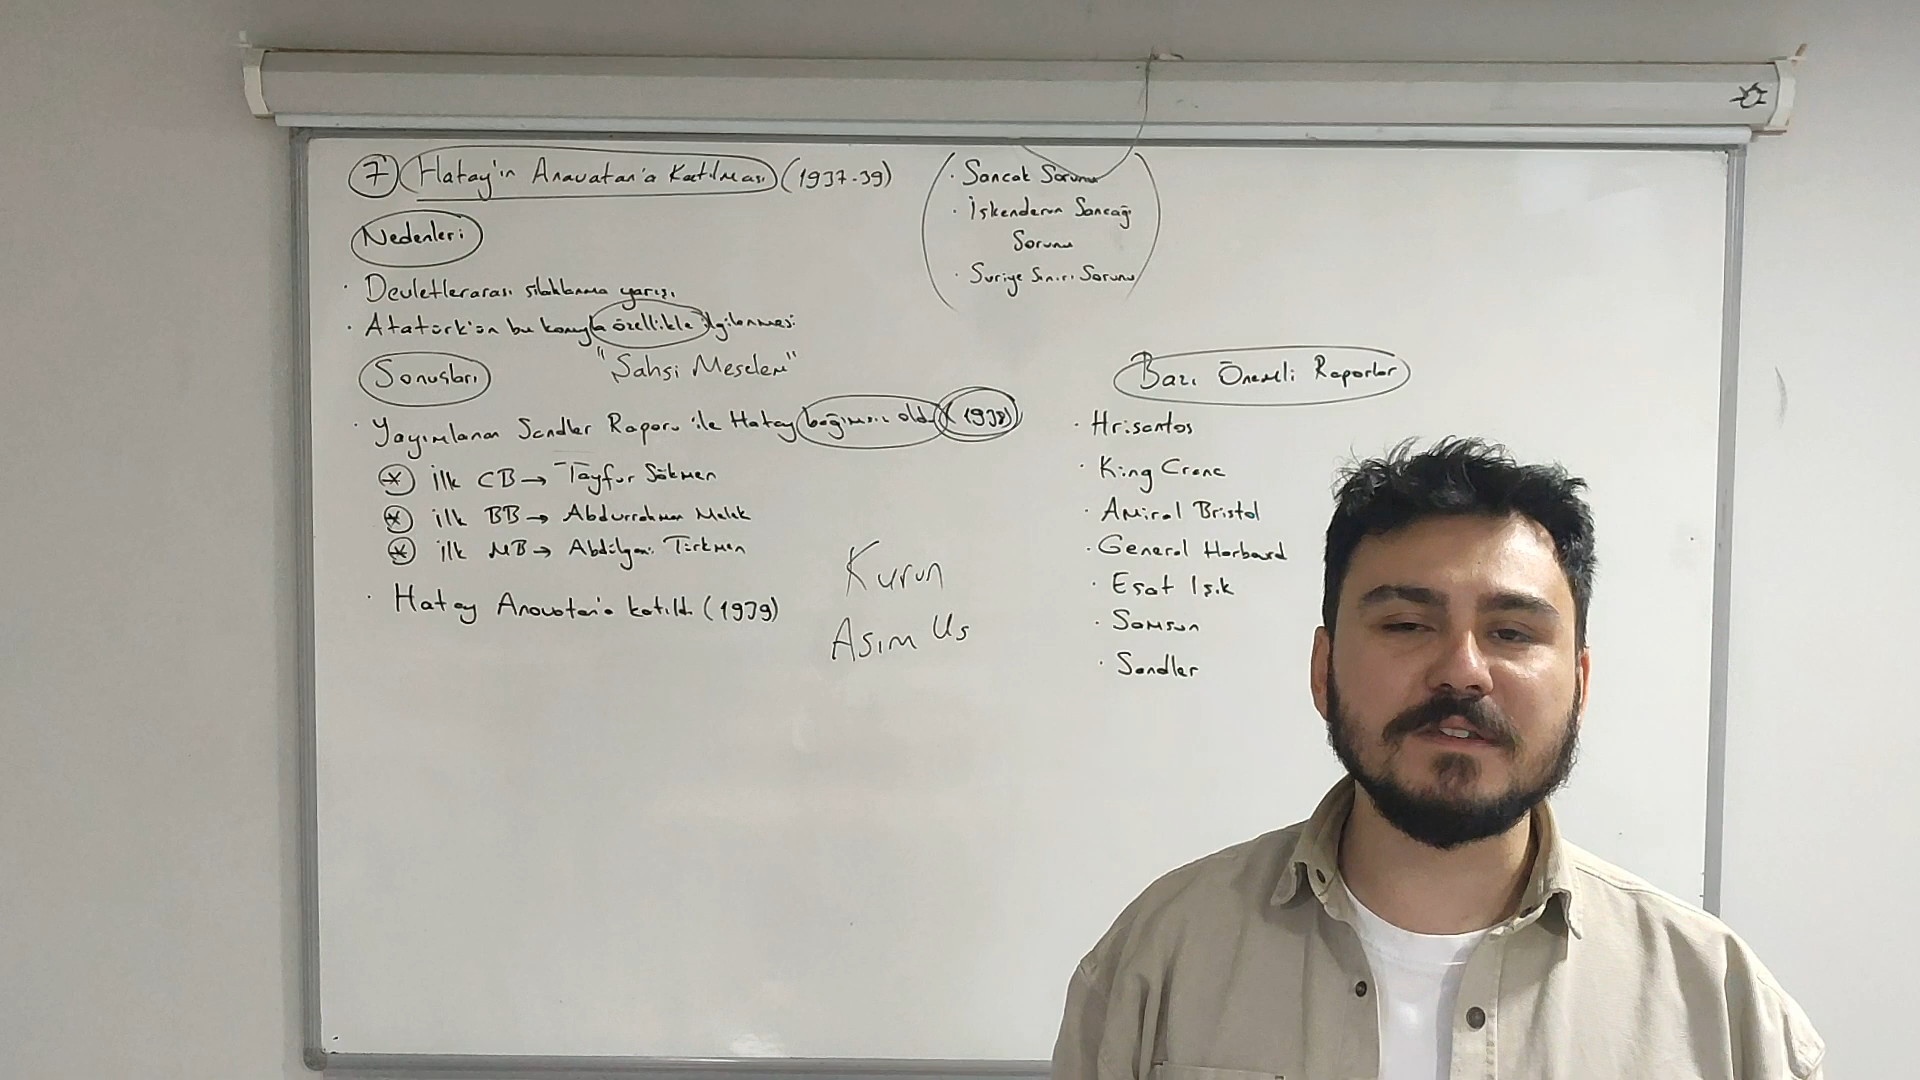 7 Hatay'ın Anavatan'a Katılması (1937-39)
Nedenleri
· Devletlerarası silahlanma yarışı
· Atatürk'ün bu konuyla özellikle ilgilenmesi
"Şahsi Meselem"
Sonuçları
· Yayımlanan Sandler Raporu ile Hatay bağımsız oldu (1938)
* ilk CB → Tayfur Sökmen
* ilk BB → Abdurrahman Melek
* ilk MB → Abdülgani Türkmen
· Hatay Anavatan'a katıldı (1939)
· Sancak Sorunu
· İskenderun Sancağı
Sorunu
· Suriye Sınırı Sorunu
Kurun
Asım Us
Bazı Önemli Raporlar
· Hrisantos
· King Crane
· Amiral Bristol
· General Harbord
· Esat Işık
· Samsun
· Sandler